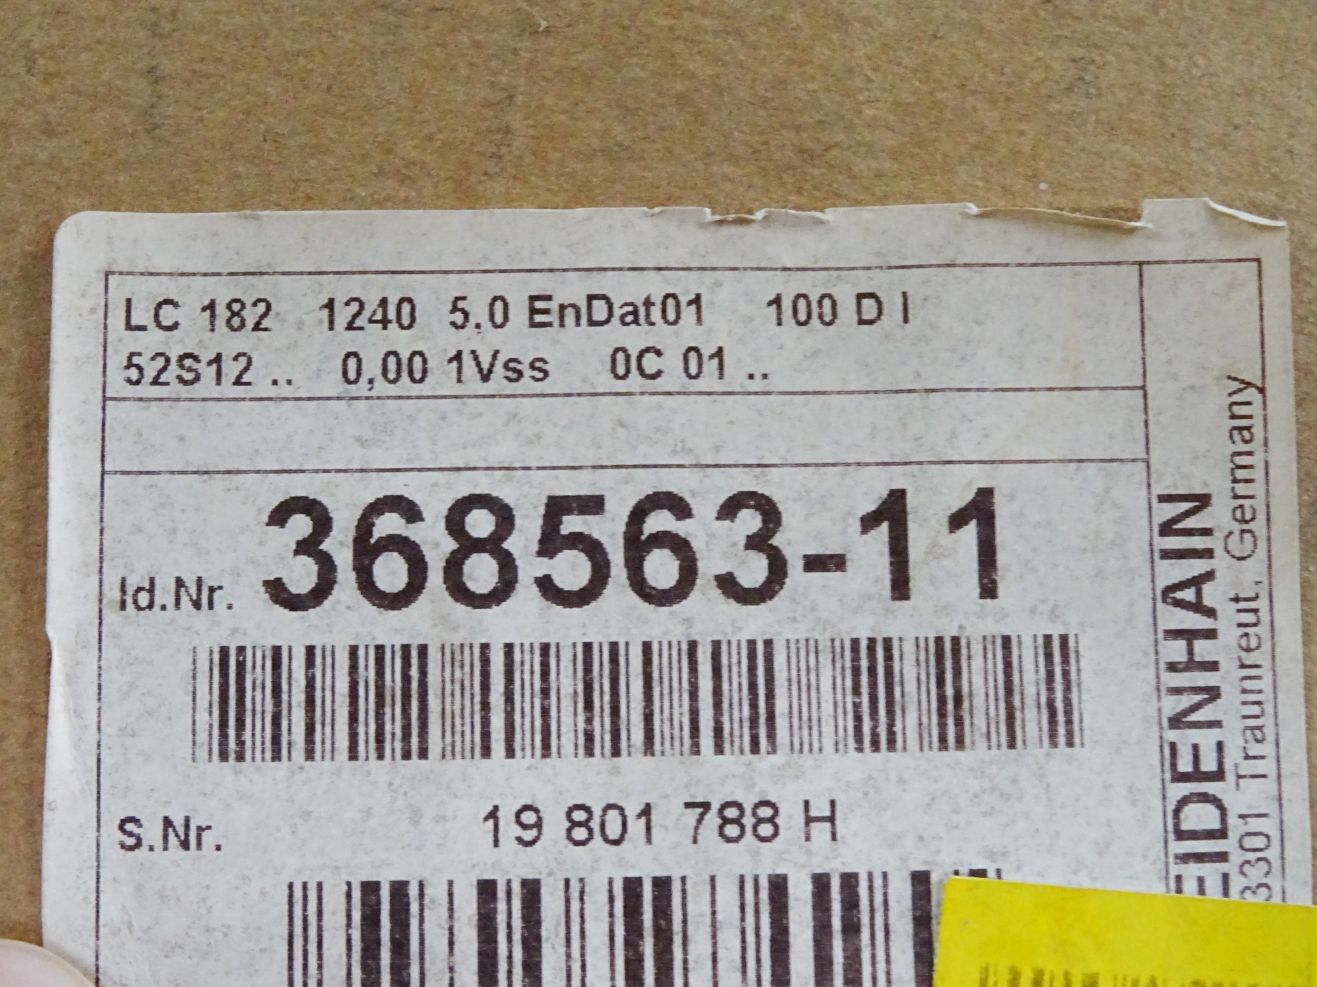 LC 182 1240 5.0 EnDat01 100 D I
52S12 .. 0,00 1Vss 0C 01 ..
Id.Nr. 368563-11
S.Nr. 19 801 788 H
EIDENHAIN
3301 Traunreut, Germany